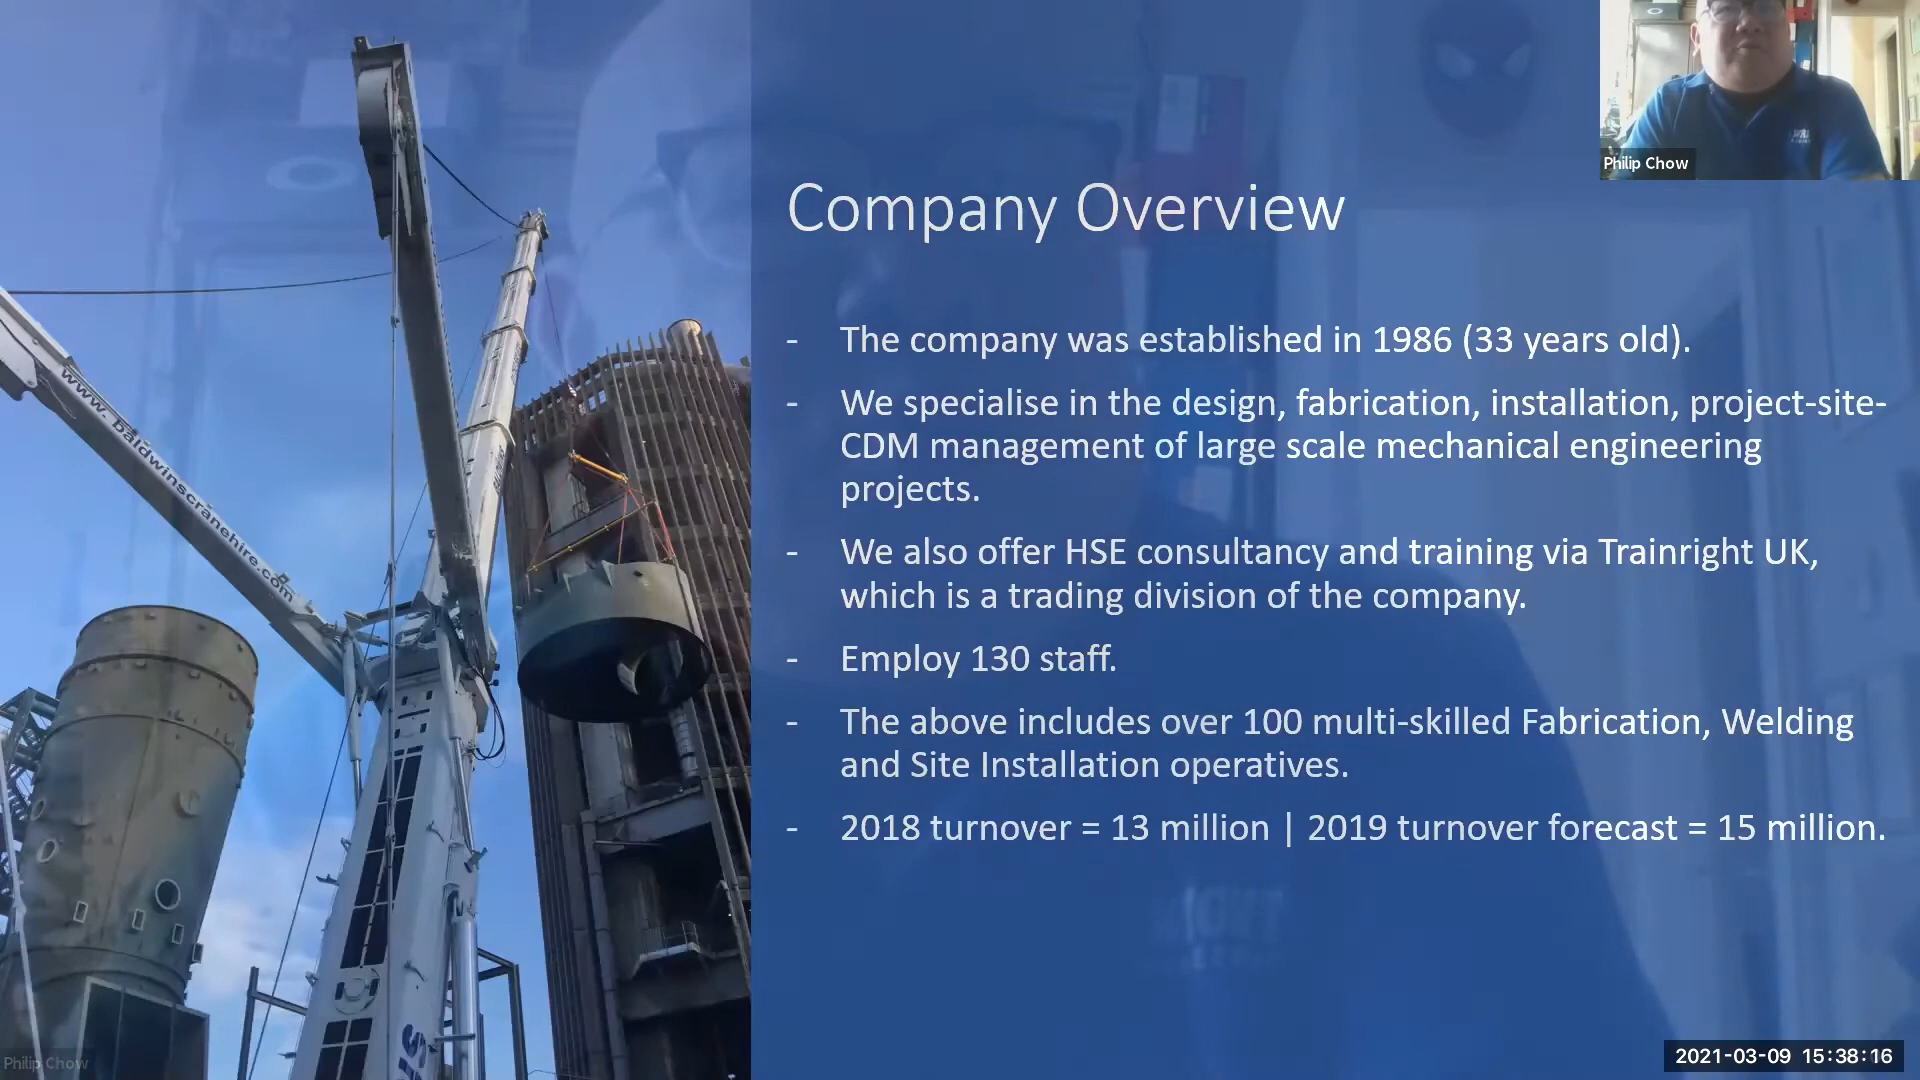 Philip Chow
Company Overview
- The company was established in 1986 (33 years old).
- We specialise in the design, fabrication, installation, project-site-
CDM management of large scale mechanical engineering
projects.
- We also offer HSE consultancy and training via Trainright UK,
which is a trading division of the company.
- Employ 130 staff.
- The above includes over 100 multi-skilled Fabrication, Welding
and Site Installation operatives.
- 2018 turnover = 13 million | 2019 turnover forecast = 15 million.
www.baldwinscranehire.com
Philip Chow
2021-03-09 15:38:16